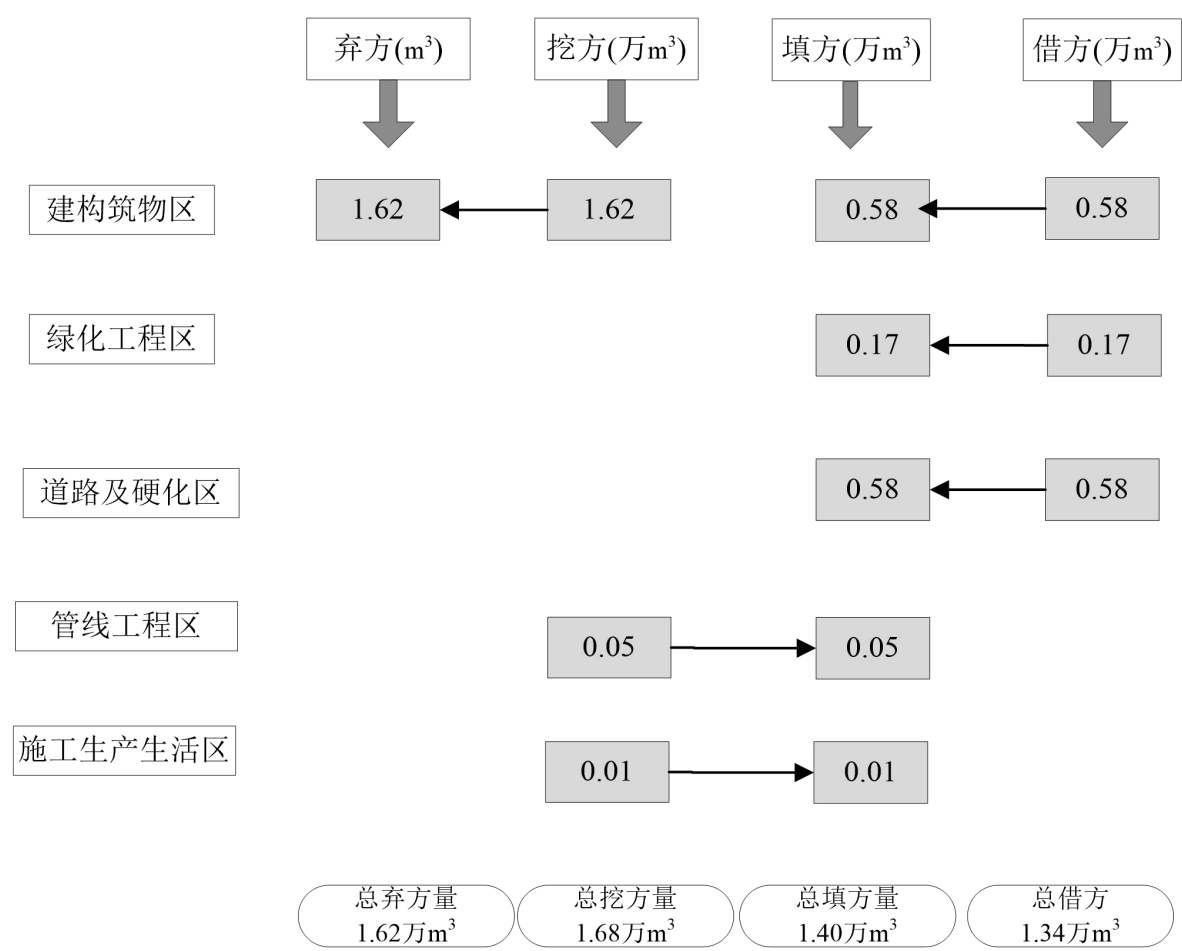 弃方(m³)
挖方(万m³)
填方(万m³)
借方(万m³)
建构筑物区
1.62
1.62
0.58
0.58
绿化工程区
0.17
0.17
道路及硬化区
0.58
0.58
管线工程区
0.05
0.05
施工生产生活区
0.01
0.01
总弃方量
1.62万m³
总挖方量
1.68万m³
总填方量
1.40万m³
总借方
1.34万m³